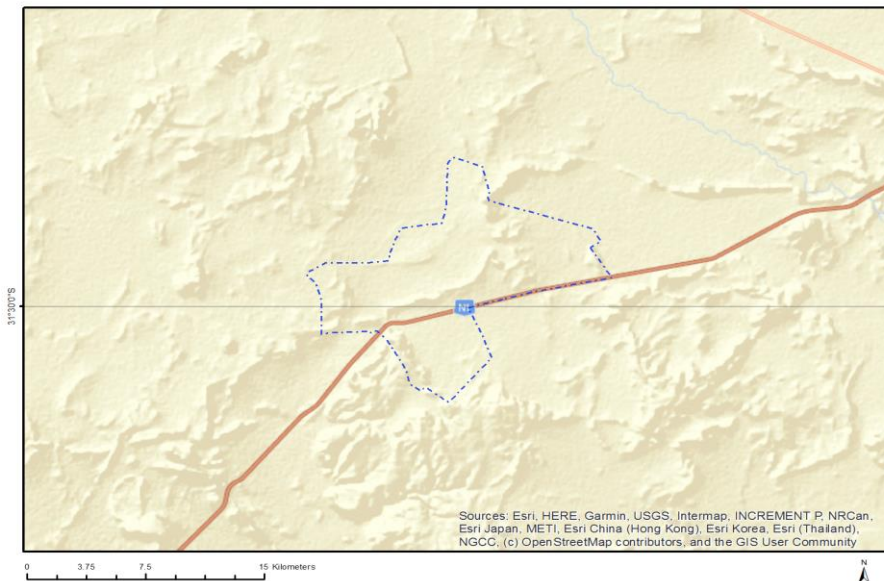 31°30'0"S
N1
Sources: Esri, HERE, Garmin, USGS, Intermap, INCREMENT P, NRCan,
Esri Japan, METI, Esri China (Hong Kong), Esri Korea, Esri (Thailand),
NGCC, (c) OpenStreetMap contributors, and the GIS User Community
0 3.75 7.5 15 Kilometers
N